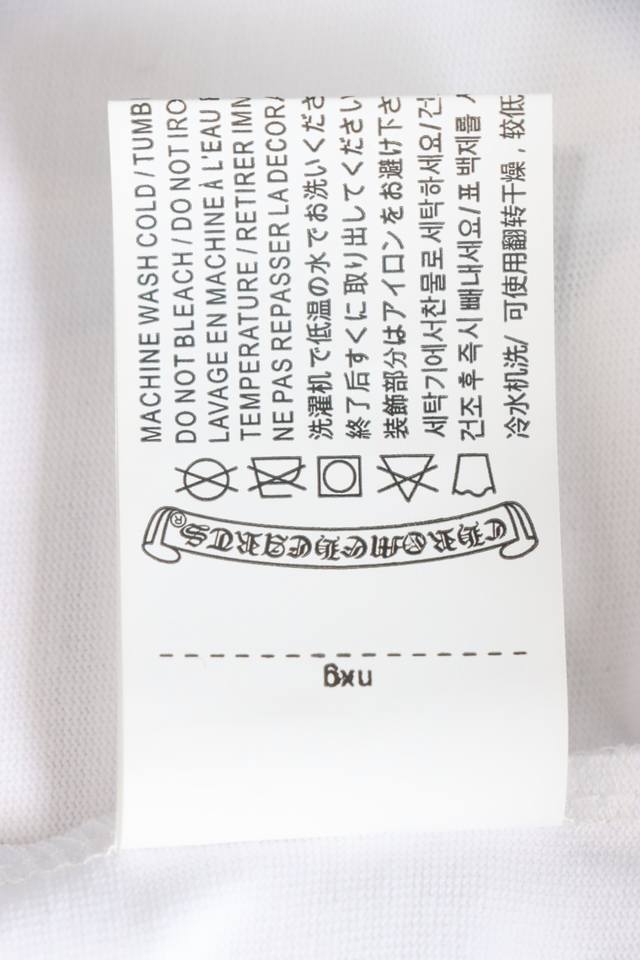 MACHINE WASH COLD / TUMB
DO NOT BLEACH / DO NOT IRO
LAVAGE EN MACHINE À L'EAU
TEMPERATURE / RETIRER IMM
NE PAS REPASSER LA DECORA
洗濯机で低温の水でお洗いくださ
終了后すくに取り出してください
装飾部分はアイロンをお避け下さ
세탁기에서찬물로 세탁하세요/건
건조 후 즉시 빼내세요/표 백제를
冷水机洗/ 可使用翻转干燥，较低
CHROME HEARTS ®
nxg